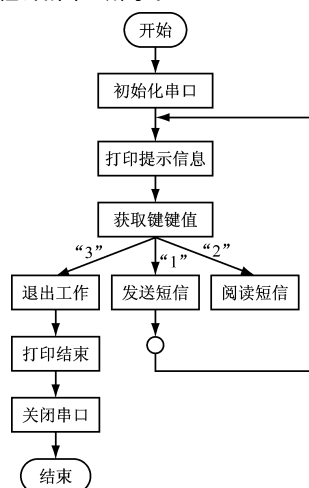 开始
初始化串口
打印提示信息
获取键键值
“3”
“1”
“2”
退出工作
发送短信
阅读短信
打印结束
关闭串口
结束